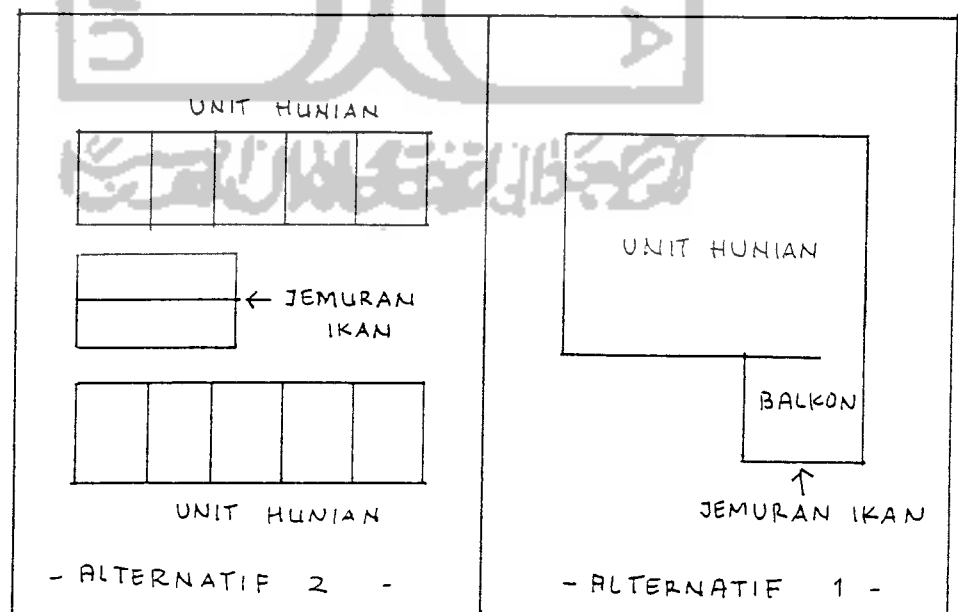 UNIT HUNIAN
← JEMURAN
IKAN
UNIT HUNIAN
- ALTERNATIF 2 -
UNIT HUNIAN
BALKON
JEMURAN IKAN
- ALTERNATIF 1 -